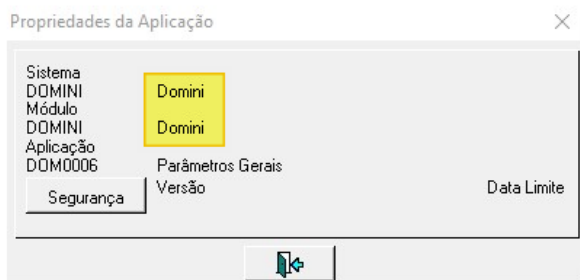 Propriedades da Aplicação
Sistema
DOMINI Domini
Módulo
DOMINI Domini
Aplicação
DOM0006 Parâmetros Gerais
Segurança Versão Data Limite